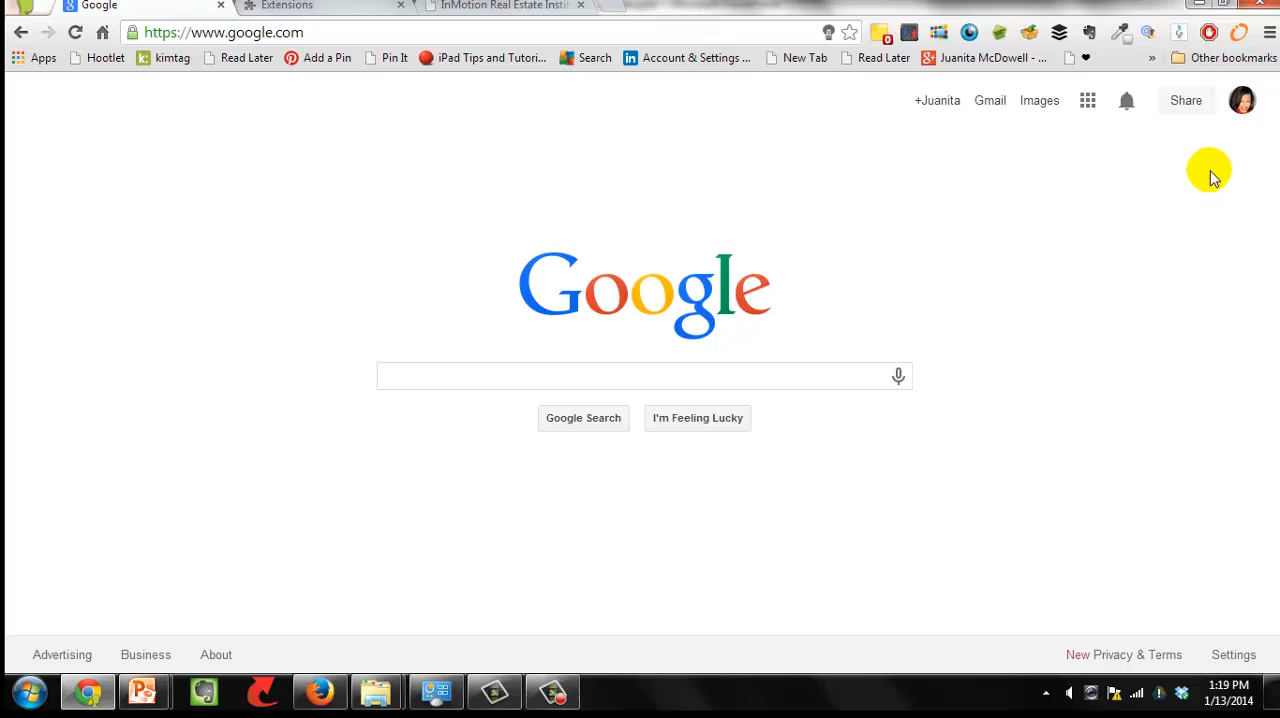 Google
Extensions
InMotion Real Estate Instit
https://www.google.com
0
Apps Hootlet kimtag Read Later Add a Pin Pin It iPad Tips and Tutori... Search Account & Settings ... New Tab Read Later Juanita McDowell - ... » Other bookmarks
+Juanita Gmail Images Share
Google
Google Search I'm Feeling Lucky
Advertising Business About New Privacy & Terms Settings
1:19 PM
1/13/2014